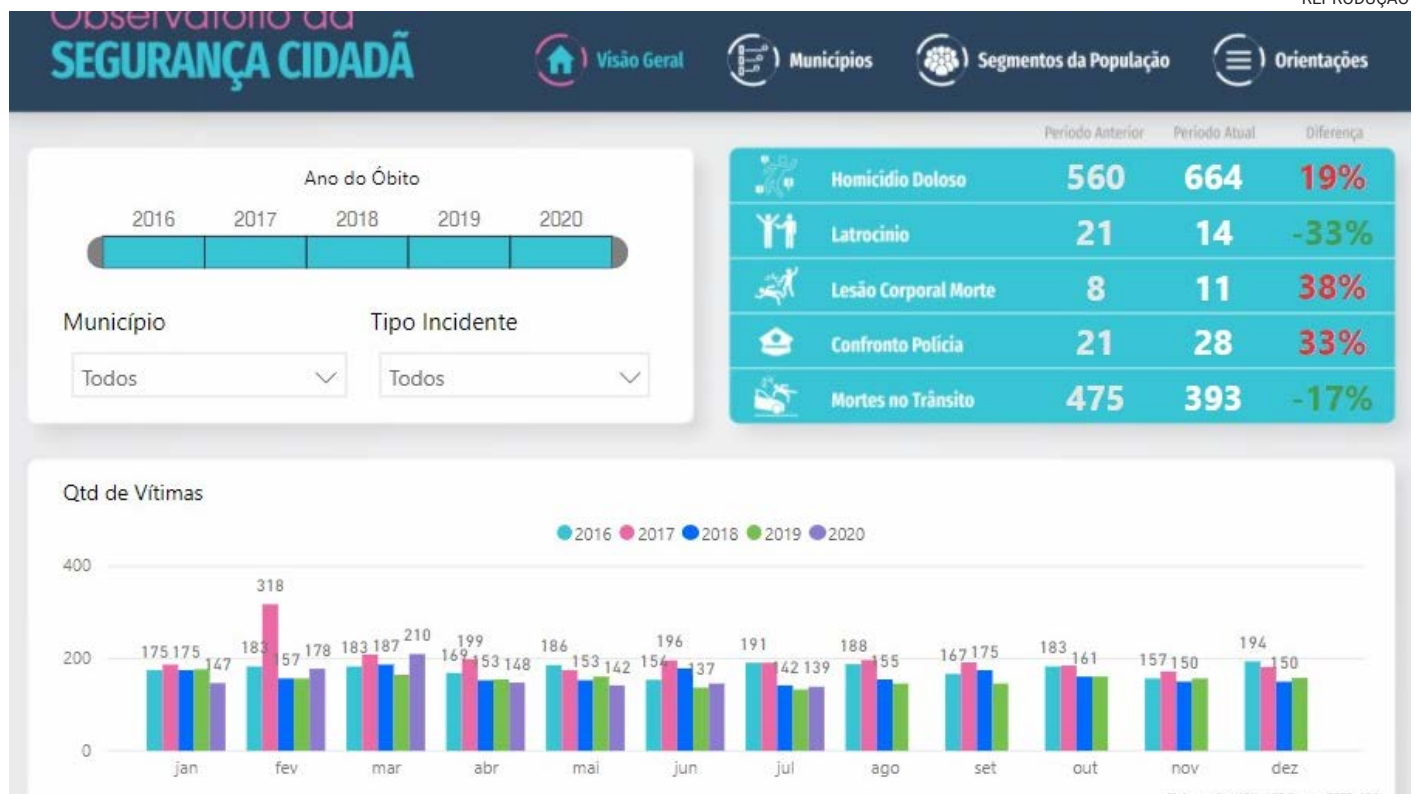 REPRODUÇÃO
Observatório da
SEGURANÇA CIDADÃ
Visão Geral
Municípios
Segmentos da População
Orientações
Período Anterior Período Atual Diferença
Ano do Óbito
2016 2017 2018 2019 2020
Município Tipo Incidente
Todos Todos
Homicídio Doloso 560 664 19%
Latrocínio 21 14 -33%
Lesão Corporal Morte 8 11 38%
Confronto Polícia 21 28 33%
Mortes no Trânsito 475 393 -17%
Qtd de Vítimas
2016 2017 2018 2019 2020
400
200
0
175 175 147
183 318 157 178
183 187 210
169 199 153 148
186 153 142
154 196 137
191 142 139
188 155
167 175
183 161
157 150
194 150
jan fev mar abr mai jun jul ago set out nov dez